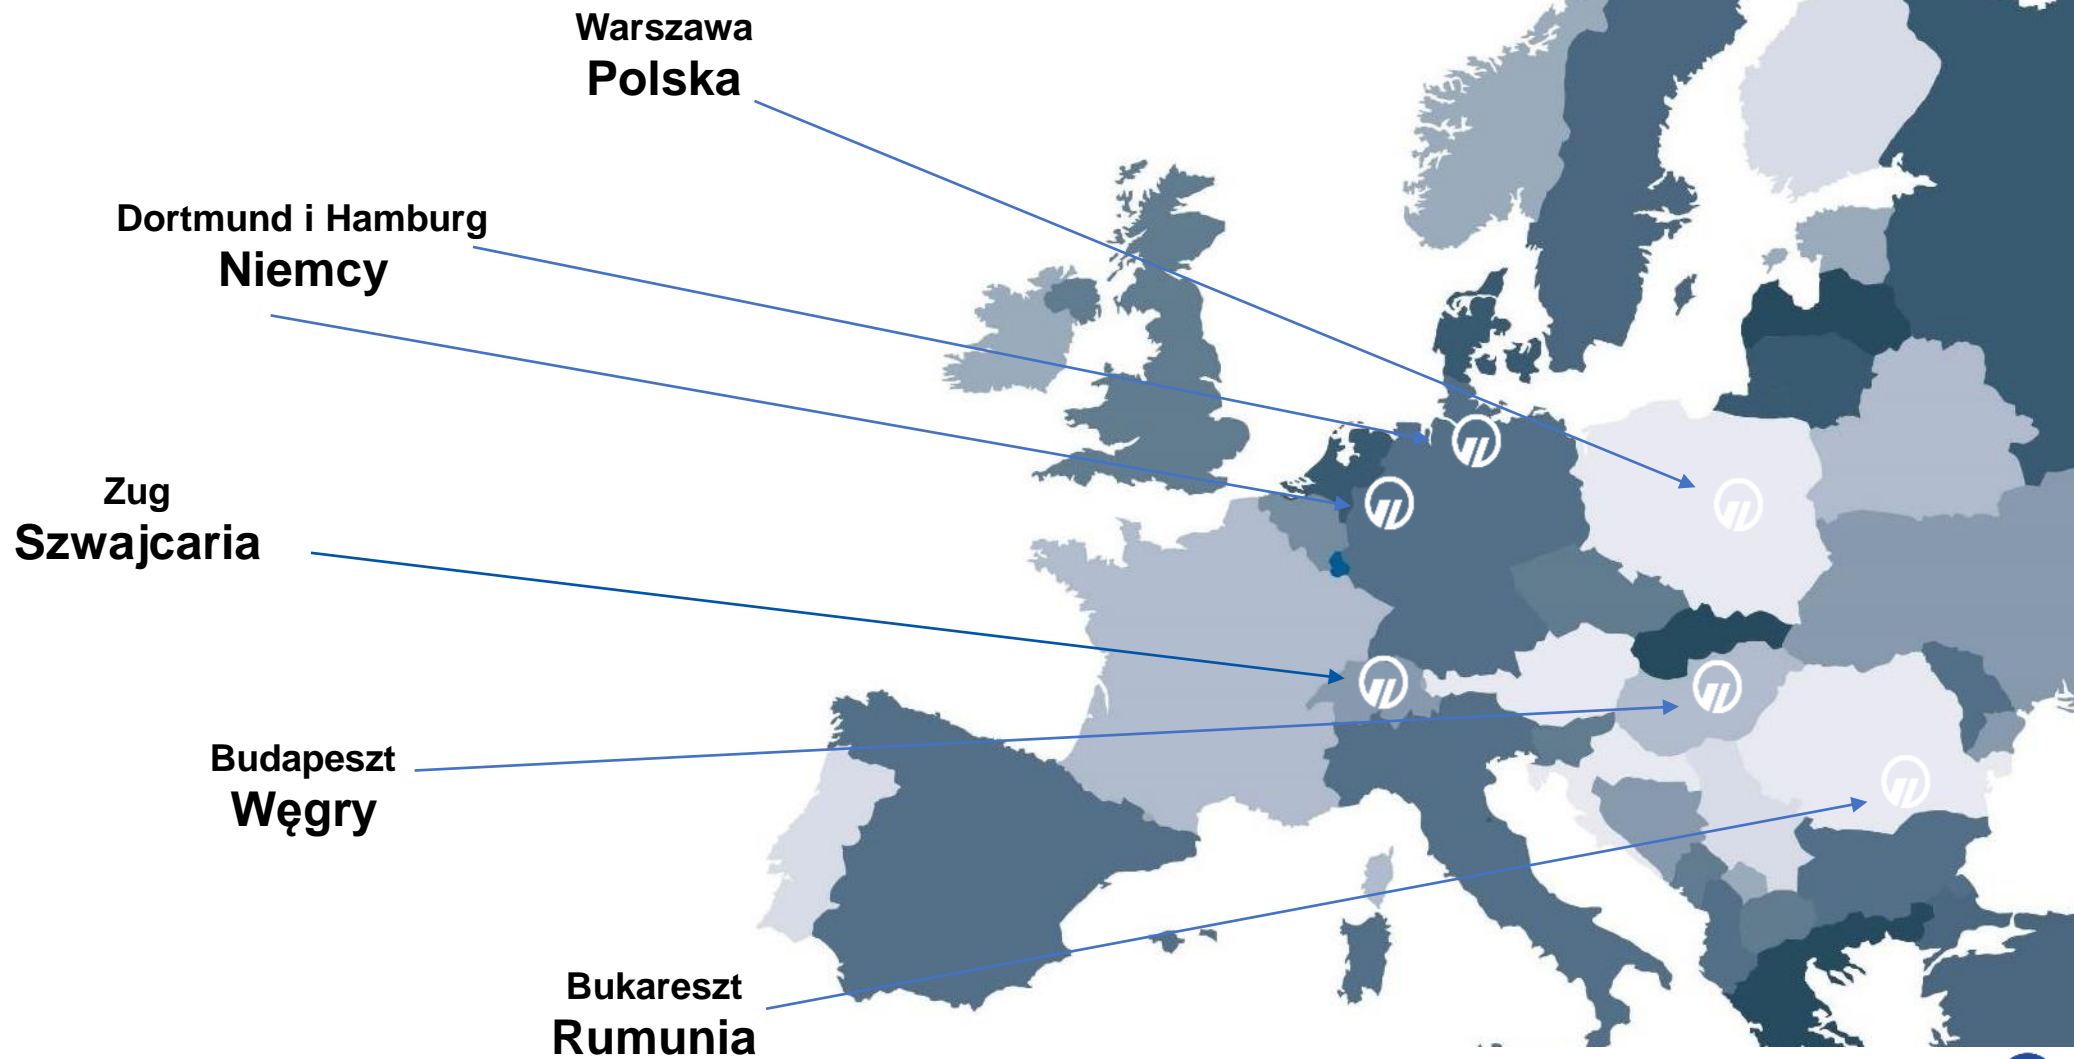 Warszawa
Polska
Dortmund i Hamburg
Niemcy
Zug
Szwajcaria
Budapeszt
Węgry
Bukareszt
Rumunia